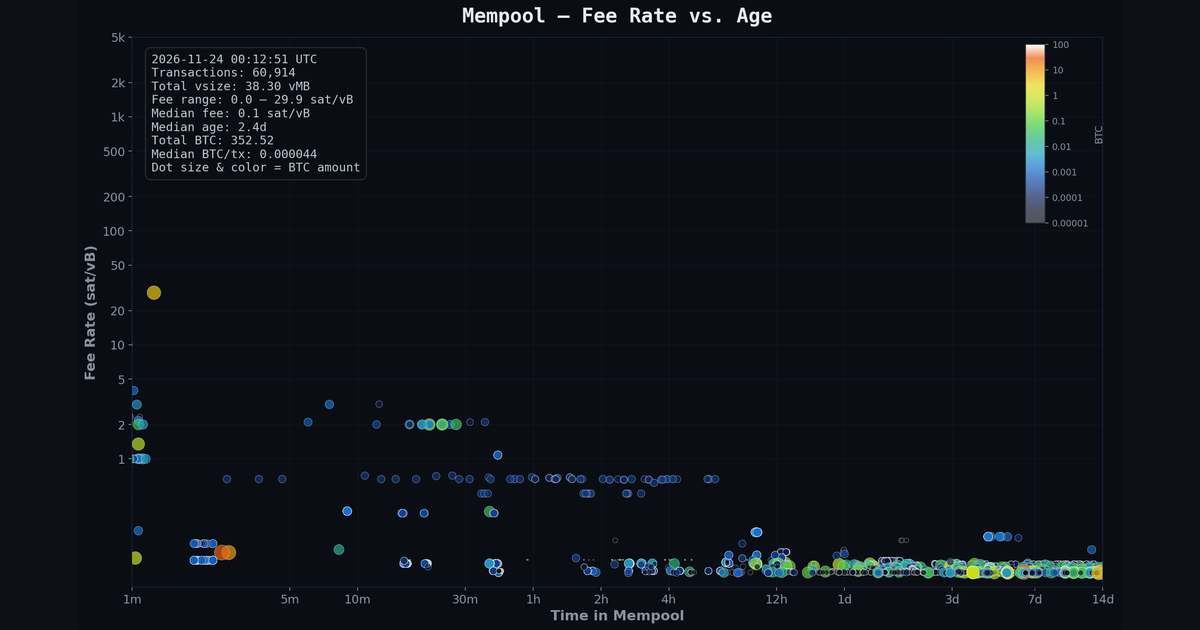 Mempool — Fee Rate vs. Age
2026-11-24 00:12:51 UTC
Transactions: 60,914
Total vsize: 38.30 vMB
Fee range: 0.0 – 29.9 sat/vB
Median fee: 0.1 sat/vB
Median age: 2.4d
Total BTC: 352.52
Median BTC/tx: 0.000044
Dot size & color = BTC amount
100
10
1
0.1
0.01
0.001
0.0001
0.00001
BTC
5k
2k
1k
500
200
100
50
20
10
5
2
1
Fee Rate (sat/vB)
1m 5m 10m 30m 1h 2h 4h 12h 1d 3d 7d 14d
Time in Mempool